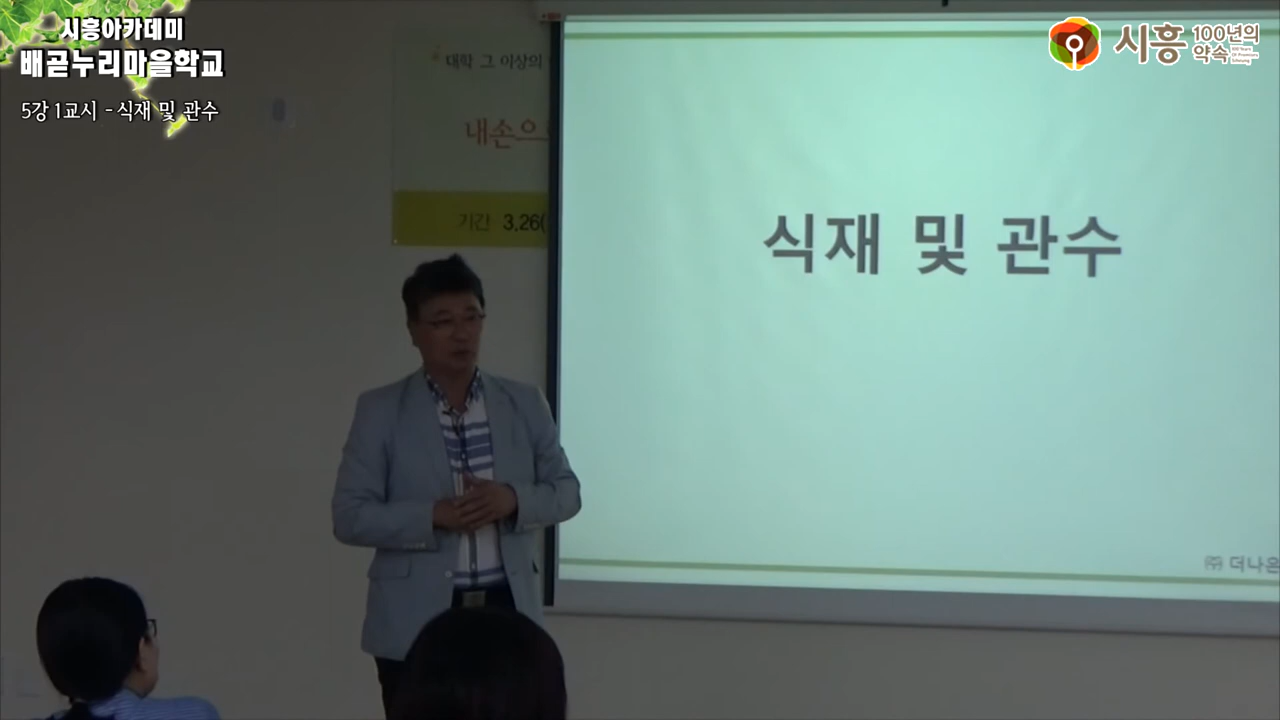 시흥아카데미
배곧누리마을학교
5강 1교시 - 식재 및 관수
시흥 100년의 약속
대학 그 이상의
내손으로
기간 3.26(
식재 및 관수
더나은